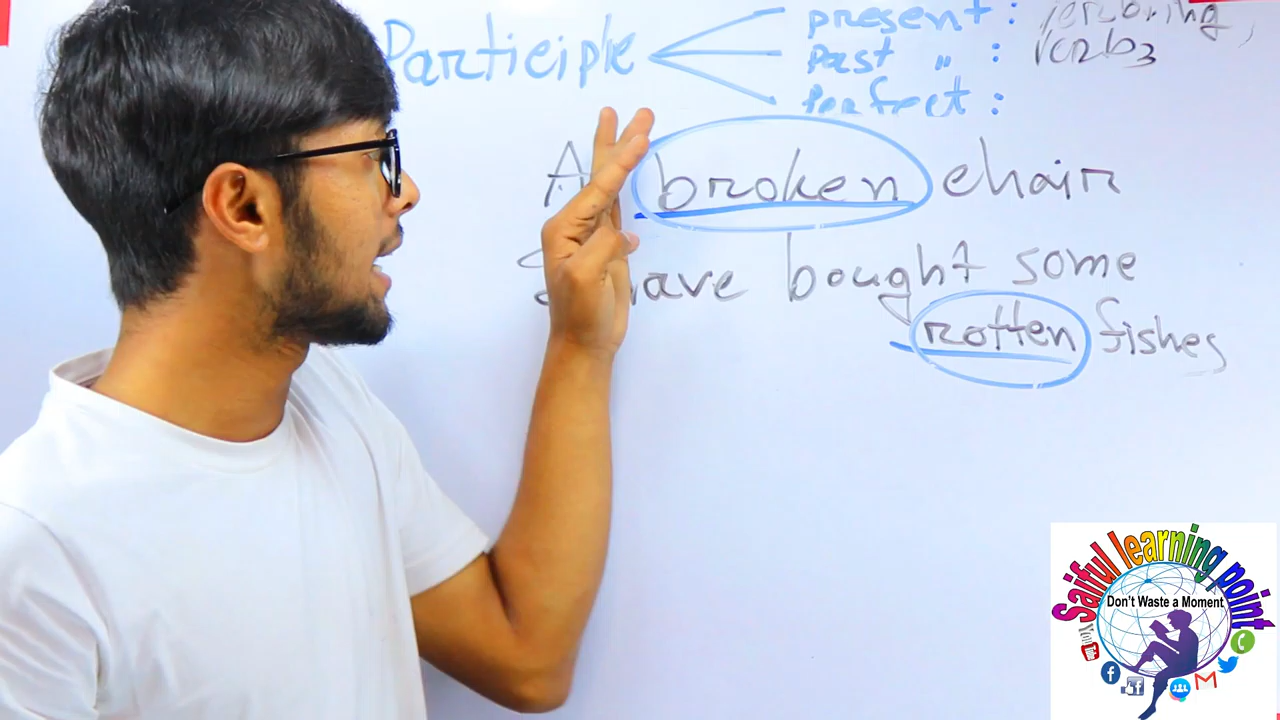 Participle
present : verb+ing,
Past " : verb3
Perfect :
A broken chair
I have bought some
rotten fishes
Saiful learning point
Don't Waste a Moment
YouTube